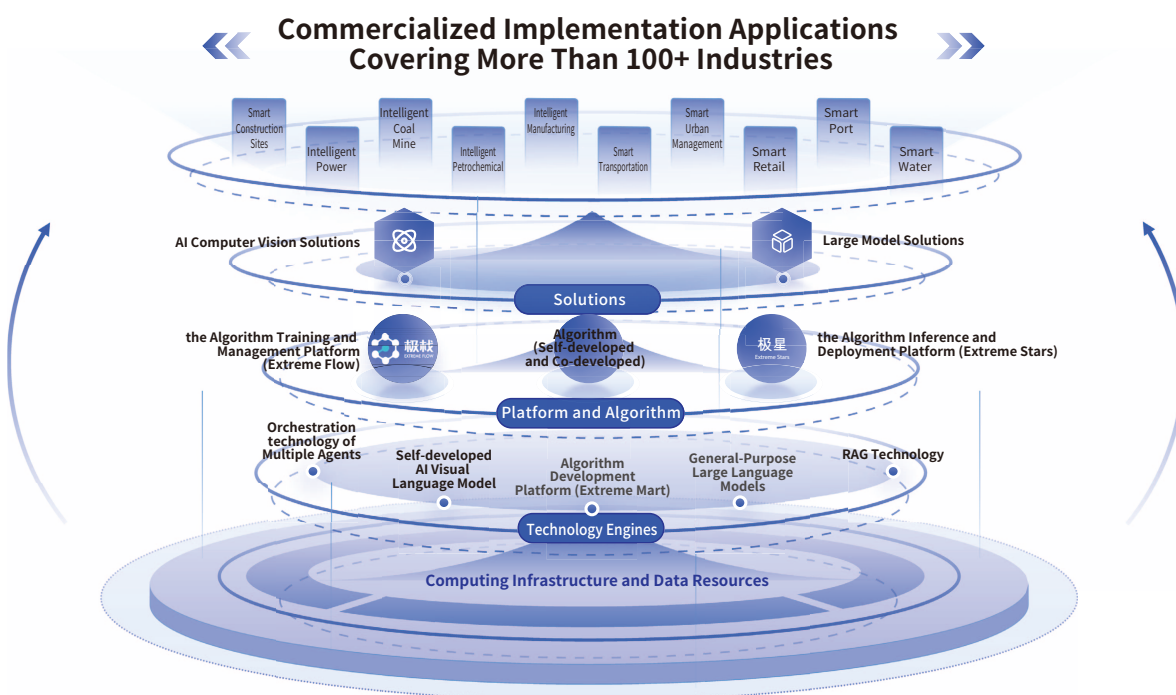 Commercialized Implementation Applications
Covering More Than 100+ Industries
Smart
Construction
Sites
Intelligent
Power
Intelligent
Coal
Mine
Intelligent
Petrochemical
Intelligent
Manufacturing
Smart
Transportation
Smart
Urban
Management
Smart
Retail
Smart
Port
Smart
Water
AI Computer Vision Solutions
Large Model Solutions
Solutions
the Algorithm Training and
Management Platform
(Extreme Flow)
EXTREME FLOW
Algorithm
(Self-developed
and Co-developed)
极星
Extreme Stars
the Algorithm Inference and
Deployment Platform (Extreme Stars)
Platform and Algorithm
Orchestration
technology of
Multiple Agents
Self-developed
AI Visual
Language Model
Algorithm
Development
Platform (Extreme Mart)
General-Purpose
Large Language
Models
RAG Technology
Technology Engines
Computing Infrastructure and Data Resources